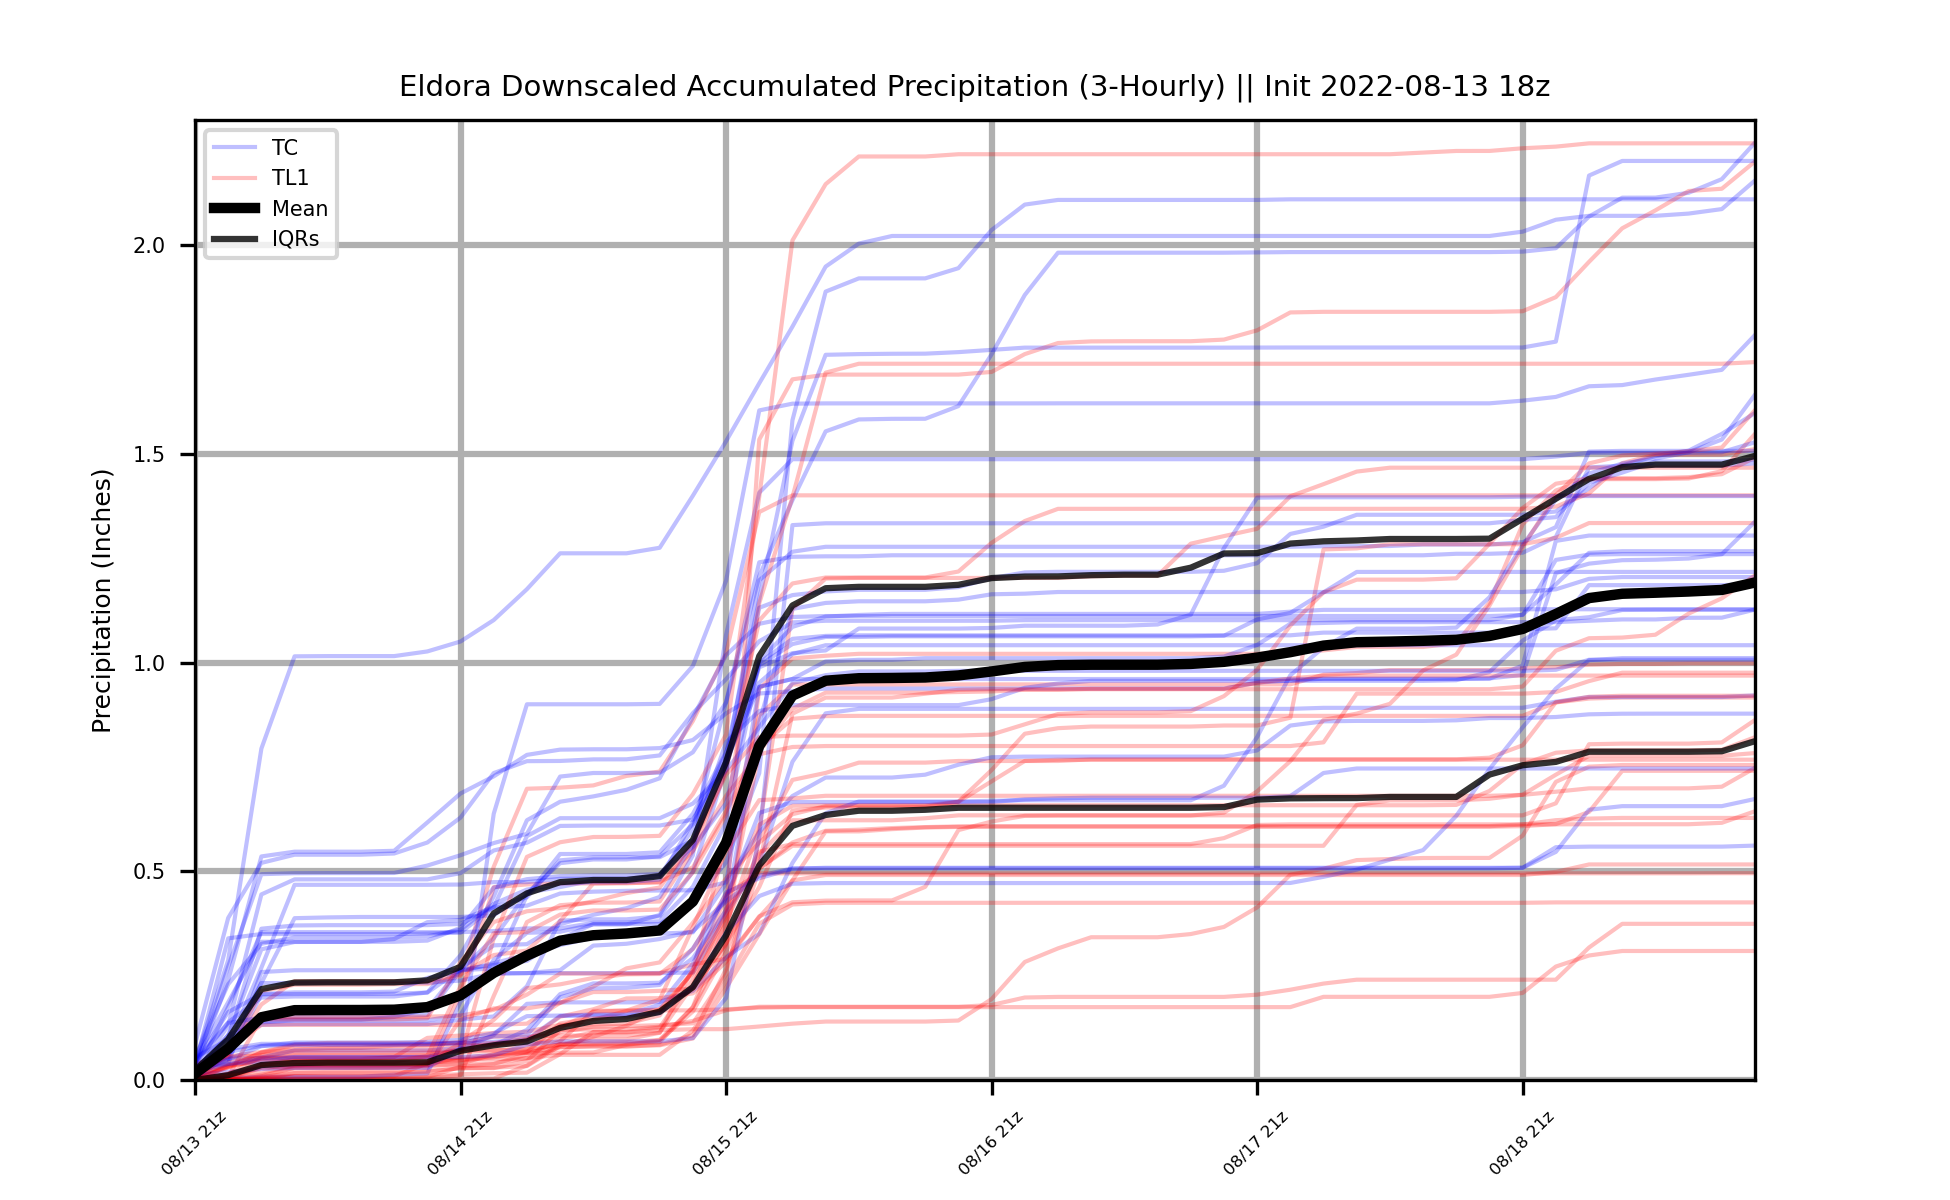 Eldora Downscaled Accumulated Precipitation (3-Hourly) || Init 2022-08-13 18z
TC
TL1
Mean
IQRs
Precipitation (Inches)
2.0
1.5
1.0
0.5
0.0
08/13 21z
08/14 21z
08/15 21z
08/16 21z
08/17 21z
08/18 21z